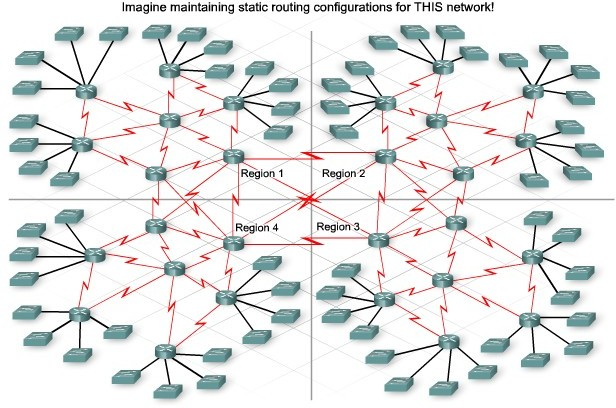 Imagine maintaining static routing configurations for THIS network!
Region 1
Region 2
Region 4
Region 3